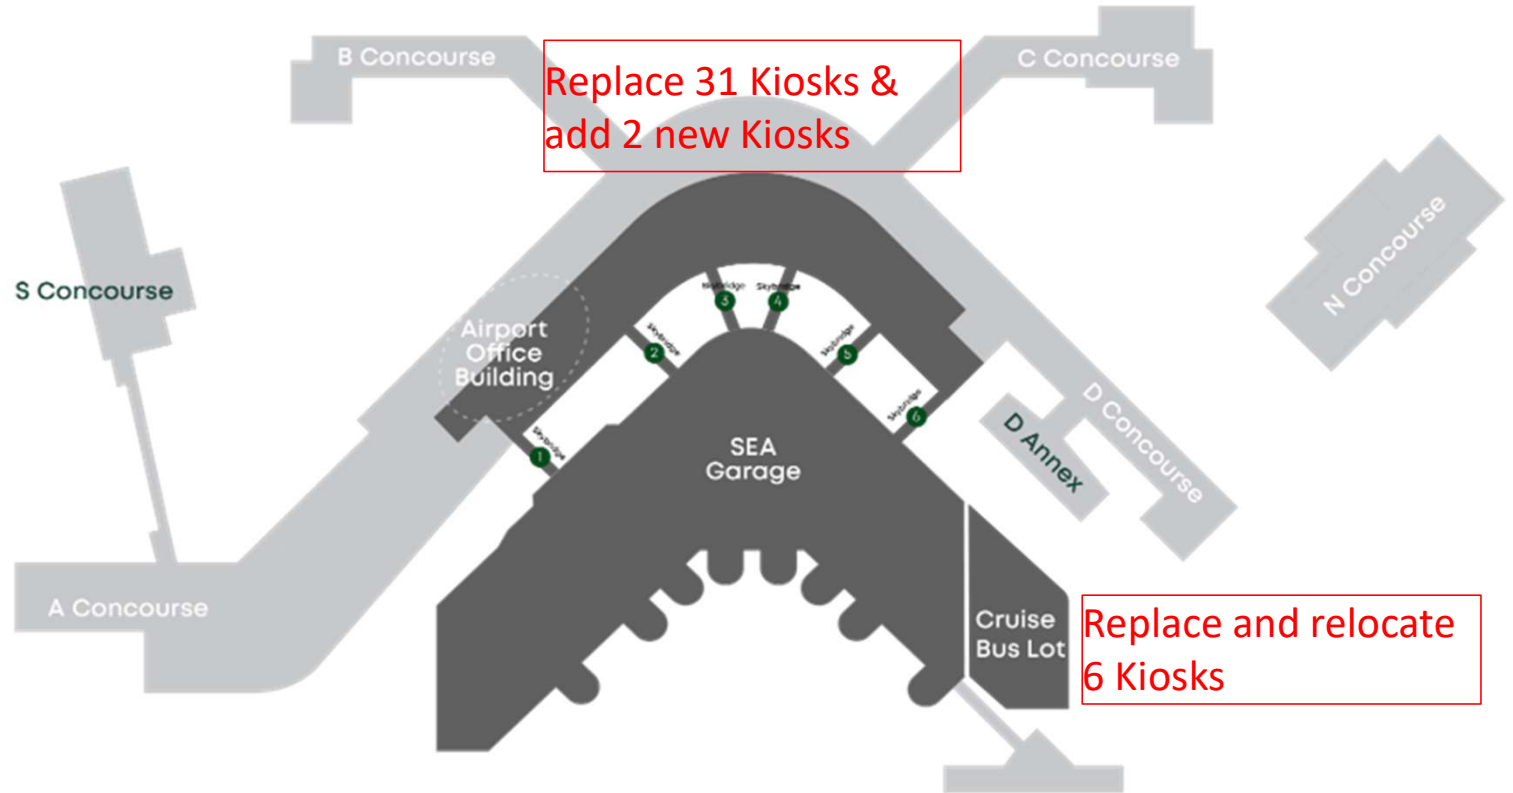 B Concourse
C Concourse
Replace 31 Kiosks &
add 2 new Kiosks
S Concourse
N Concourse
Airport
Office
Building
Skybridge
3
Skybridge
4
Skybridge
2
Skybridge
5
Skybridge
6
Skybridge
1
D Concourse
D Annex
SEA
Garage
A Concourse
Cruise
Bus Lot
Replace and relocate
6 Kiosks